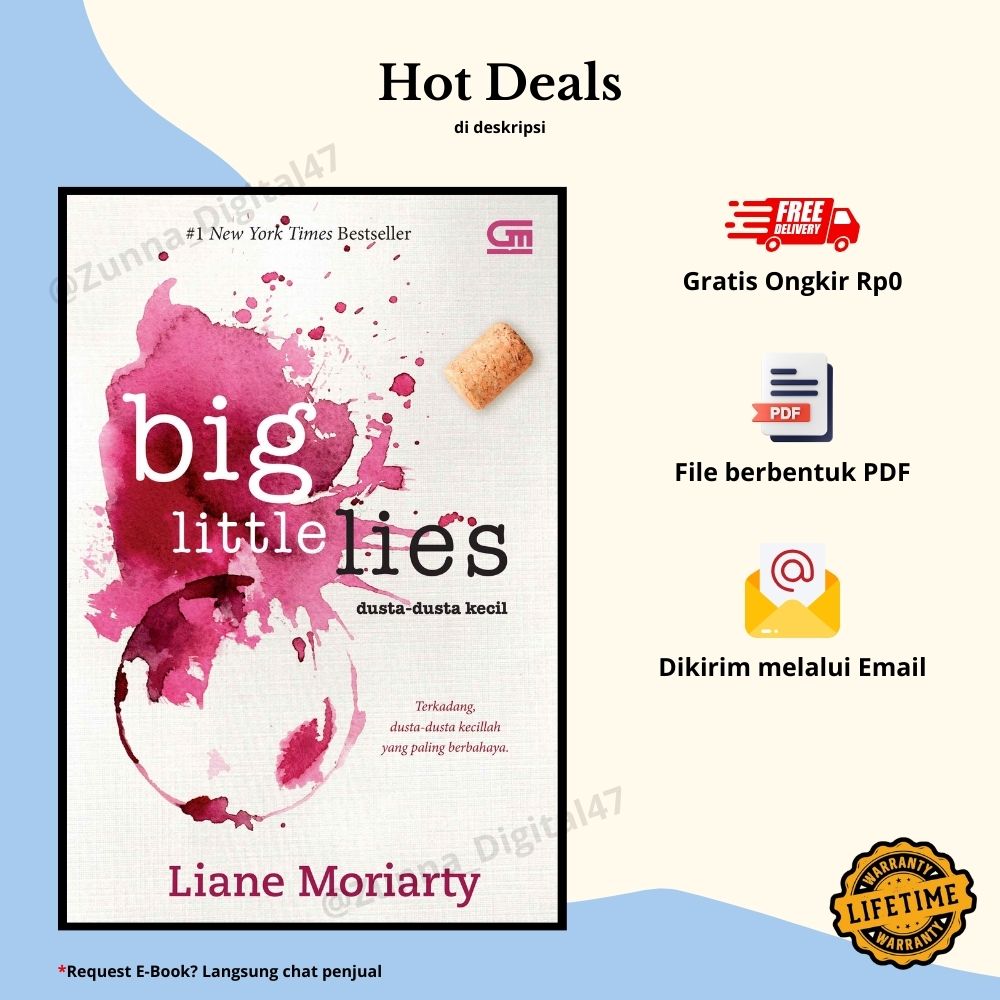 Hot Deals
di deskripsi
@Zunna_Digital47
#1 New York Times Bestseller
GM
big
little lies
dusta-dusta kecil
Terkadang,
dusta-dusta kecillah
yang paling berbahaya.
@Zunna_Digital47
Liane Moriarty
FREE
DELIVERY
Gratis Ongkir Rp0
PDF
File berbentuk PDF
@
Dikirim melalui Email
WARRANTY
LIFETIME
WARRANTY
*Request E-Book? Langsung chat penjual